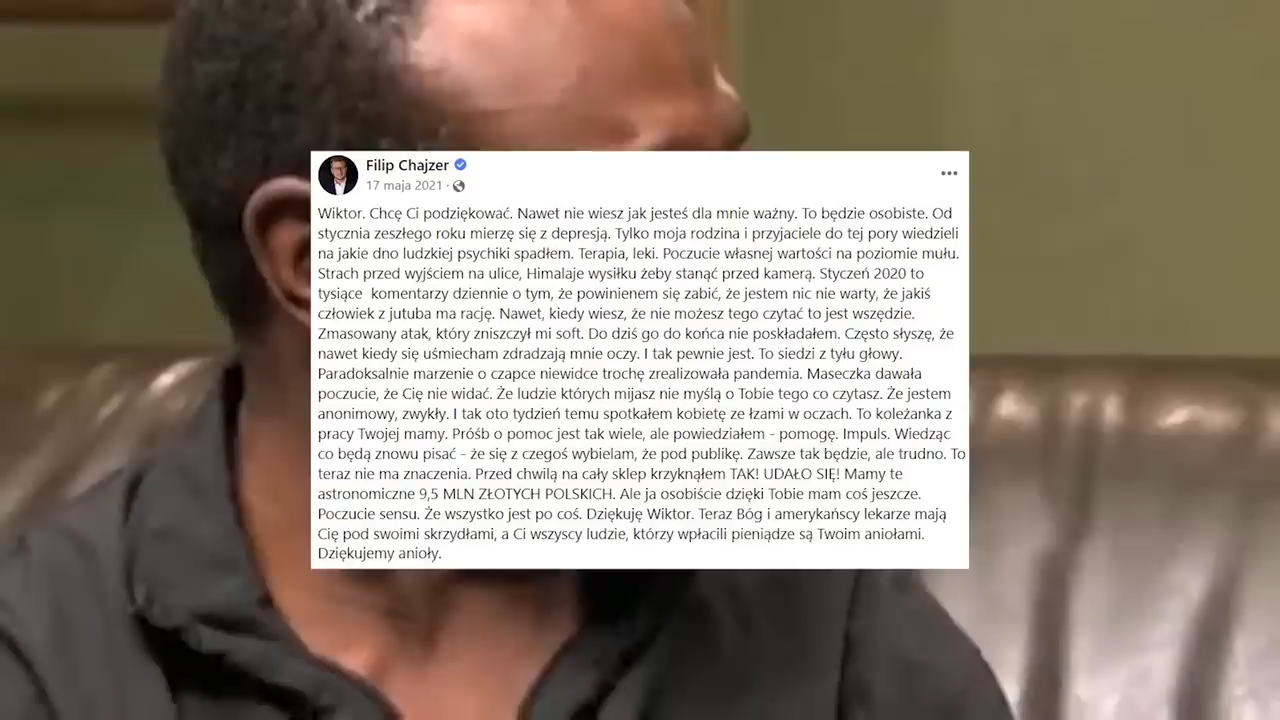 Filip Chajzer
17 maja 2021 ·
Wiktor. Chcę Ci podziękować. Nawet nie wiesz jak jesteś dla mnie ważny. To będzie osobiste. Od
stycznia zeszłego roku mierzę się z depresją. Tylko moja rodzina i przyjaciele do tej pory wiedzieli
na jakie dno ludzkiej psychiki spadłem. Terapia, leki. Poczucie własnej wartości na poziomie mułu.
Strach przed wyjściem na ulice, Himalaje wysiłku żeby stanąć przed kamerą. Styczeń 2020 to
tysiące komentarzy dziennie o tym, że powinienem się zabić, że jestem nic nie warty, że jakiś
człowiek z jutuba ma rację. Nawet, kiedy wiesz, że nie możesz tego czytać to jest wszędzie.
Zmasowany atak, który zniszczył mi soft. Do dziś go do końca nie poskładałem. Często słyszę, że
nawet kiedy się uśmiecham zdradzają mnie oczy. I tak pewnie jest. To siedzi z tyłu głowy.
Paradoksalnie marzenie o czapce niewidce trochę zrealizowała pandemia. Maseczka dawała
poczucie, że Cię nie widać. Że ludzie których mijasz nie myślą o Tobie tego co czytasz. Że jestem
anonimowy, zwykły. I tak oto tydzień temu spotkałem kobietę ze łzami w oczach. To koleżanka z
pracy Twojej mamy. Próśb o pomoc jest tak wiele, ale powiedziałem - pomogę. Impuls. Wiedząc
co będą znowu pisać - że się z czegoś wybielam, że pod publikę. Zawsze tak będzie, ale trudno. To
teraz nie ma znaczenia. Przed chwilą na cały sklep krzyknąłem TAK! UDAŁO SIĘ! Mamy te
astronomiczne 9,5 MLN ZŁOTYCH POLSKICH. Ale ja osobiście dzięki Tobie mam coś jeszcze.
Poczucie sensu. Że wszystko jest po coś. Dziękuję Wiktor. Teraz Bóg i amerykańscy lekarze mają
Cię pod swoimi skrzydłami, a Ci wszyscy ludzie, którzy wpłacili pieniądze są Twoim aniołami.
Dziękujemy anioły.